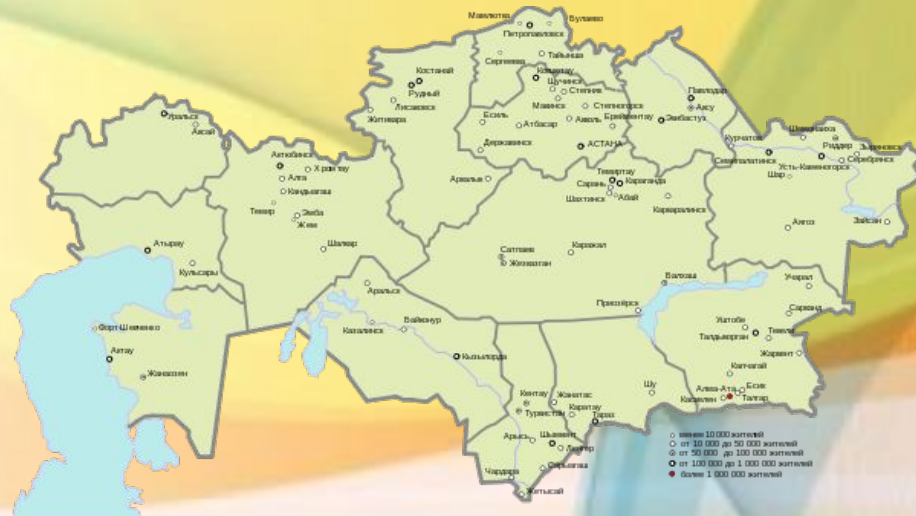 Мамлютка
Булаево
Петропавловск
Сергеевка
Тайынша
Кокшетау
Костанай
Рудный
Щучинск
Степняк
Лисаковск
Макинск
Степногорск
Павлодар
Аксу
Житикара
Есиль
Атбасар
Акколь
Ерейментау
Экибастуз
Уральск
Аксай
Державинск
АСТАНА
Курчатов
Шемонаиха
Риддер
Зыряновск
Актюбинск
Хромтау
Алга
Семипалатинск
Усть-Каменогорск
Серебрянск
Аркалык
Темиртау
Караганда
Сарань
Шар
Кандыагаш
Шахтинск
Абай
Каркаралинск
Темир
Эмба
Жем
Аягоз
Зайсан
Атырау
Шалкар
Сатпаев
Каражал
Жезказган
Кульсары
Балхаш
Учарал
Аральск
Приозёрск
Сарканд
Форт-Шевченко
Казалинск
Байконур
Уштобе
Талдыкорган
Текели
Актау
Кызылорда
Жаркент
Жанаозен
Капчагай
Кентау
Жанатас
Шу
Алма-Ата
Есик
Каскелен
Талгар
Туркистан
Каратау
Тараз
Арысь
Шымкент
Ленгер
Чардара
Сарыагаш
Жетысай
менее 10 000 жителей
от 10 000 до 50 000 жителей
от 50 000 до 100 000 жителей
от 100 000 до 1 000 000 жителей
более 1 000 000 жителей